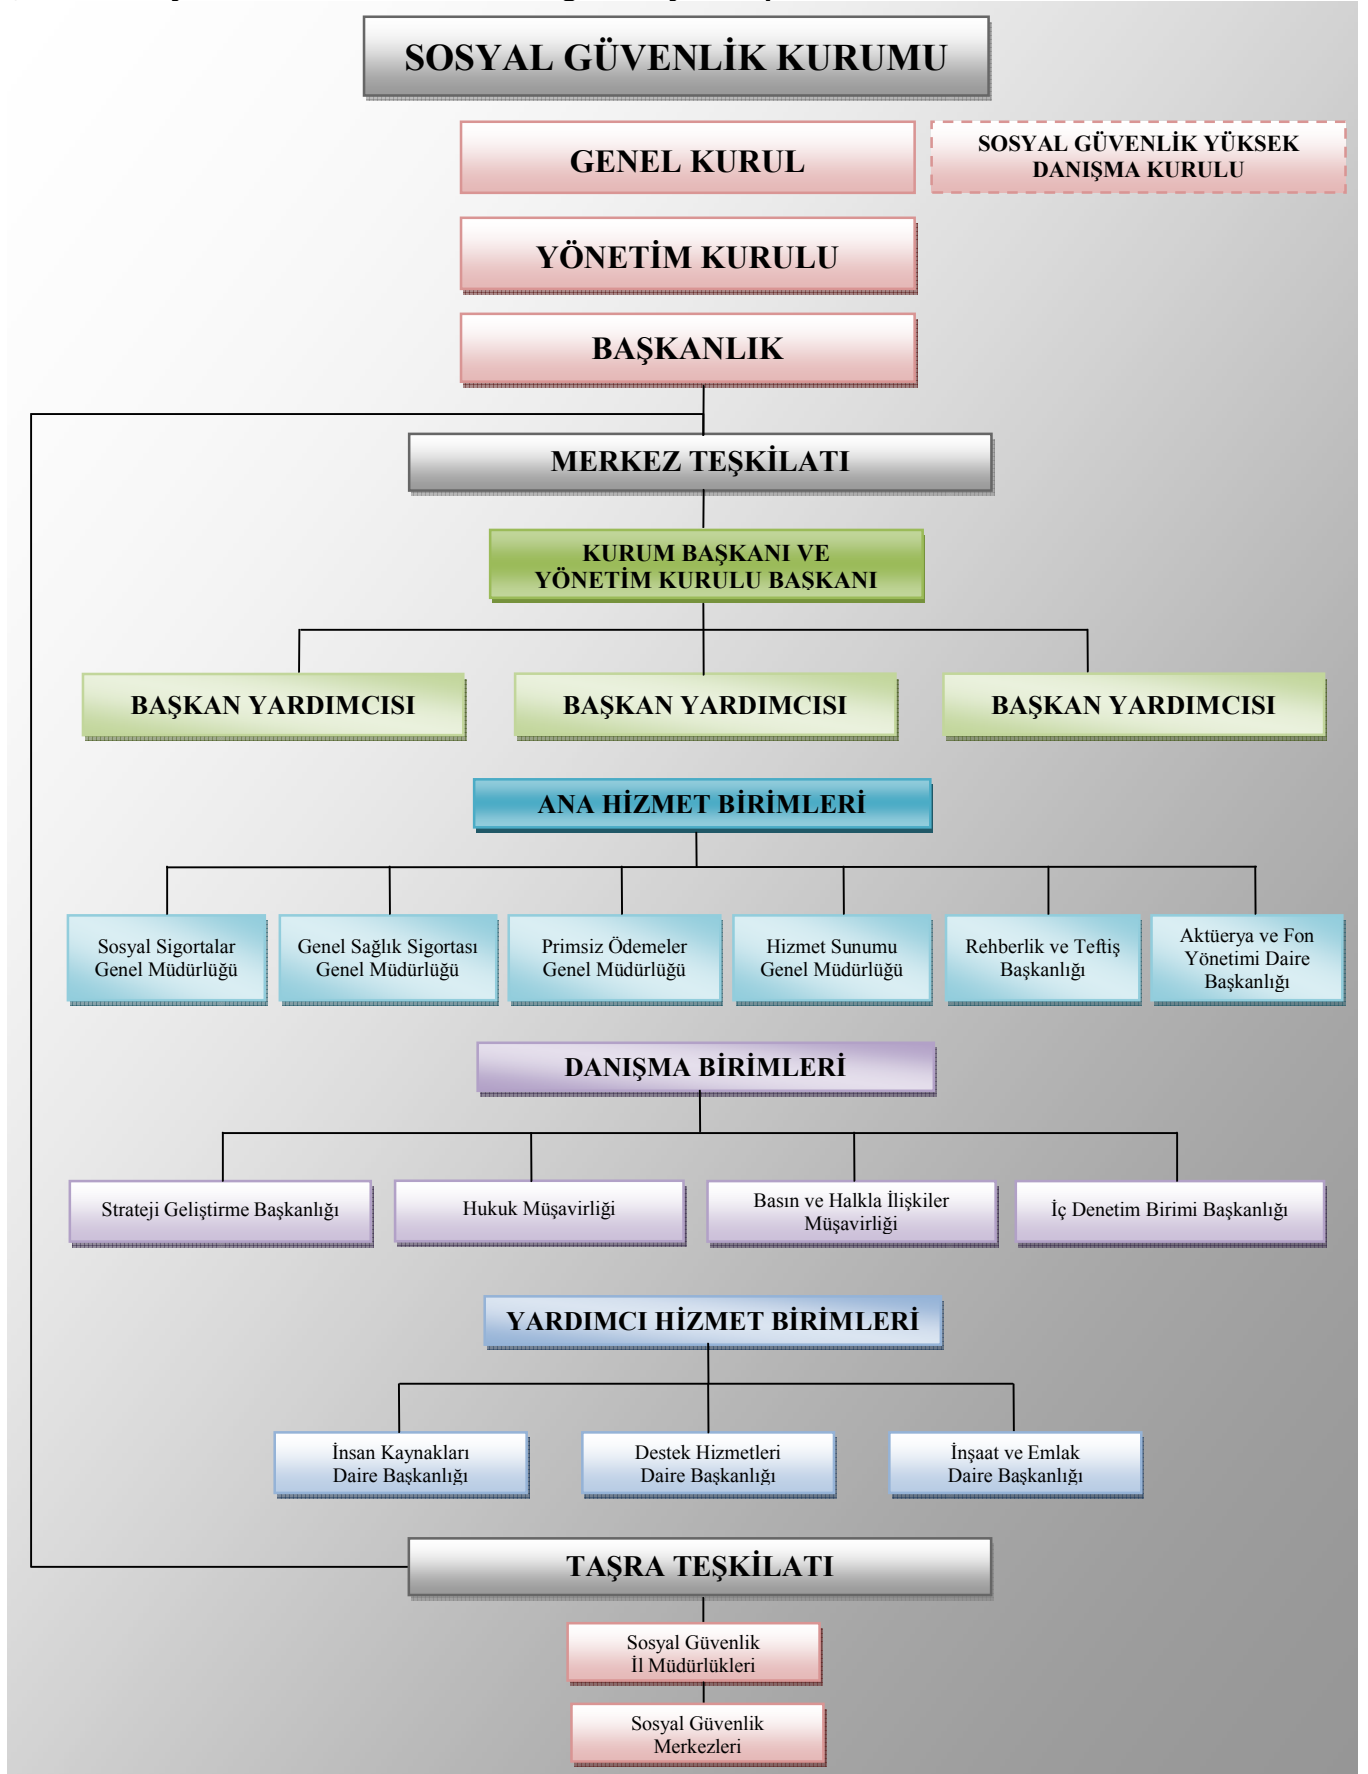 SOSYAL GÜVENLİK KURUMU
GENEL KURUL
SOSYAL GÜVENLİK YÜKSEK
DANIŞMA KURULU
YÖNETİM KURULU
BAŞKANLIK
MERKEZ TEŞKİLATI
KURUM BAŞKANI VE
YÖNETİM KURULU BAŞKANI
BAŞKAN YARDIMCISI
BAŞKAN YARDIMCISI
BAŞKAN YARDIMCISI
ANA HİZMET BİRİMLERİ
Sosyal Sigortalar
Genel Müdürlüğü
Genel Sağlık Sigortası
Genel Müdürlüğü
Primsiz Ödemeler
Genel Müdürlüğü
Hizmet Sunumu
Genel Müdürlüğü
Rehberlik ve Teftiş
Başkanlığı
Aktüerya ve Fon
Yönetimi Daire
Başkanlığı
DANIŞMA BİRİMLERİ
Strateji Geliştirme Başkanlığı
Hukuk Müşavirliği
Basın ve Halkla İlişkiler
Müşavirliği
İç Denetim Birimi Başkanlığı
YARDIMCI HİZMET BİRİMLERİ
İnsan Kaynakları
Daire Başkanlığı
Destek Hizmetleri
Daire Başkanlığı
İnşaat ve Emlak
Daire Başkanlığı
TAŞRA TEŞKİLATI
Sosyal Güvenlik
İl Müdürlükleri
Sosyal Güvenlik
Merkezleri